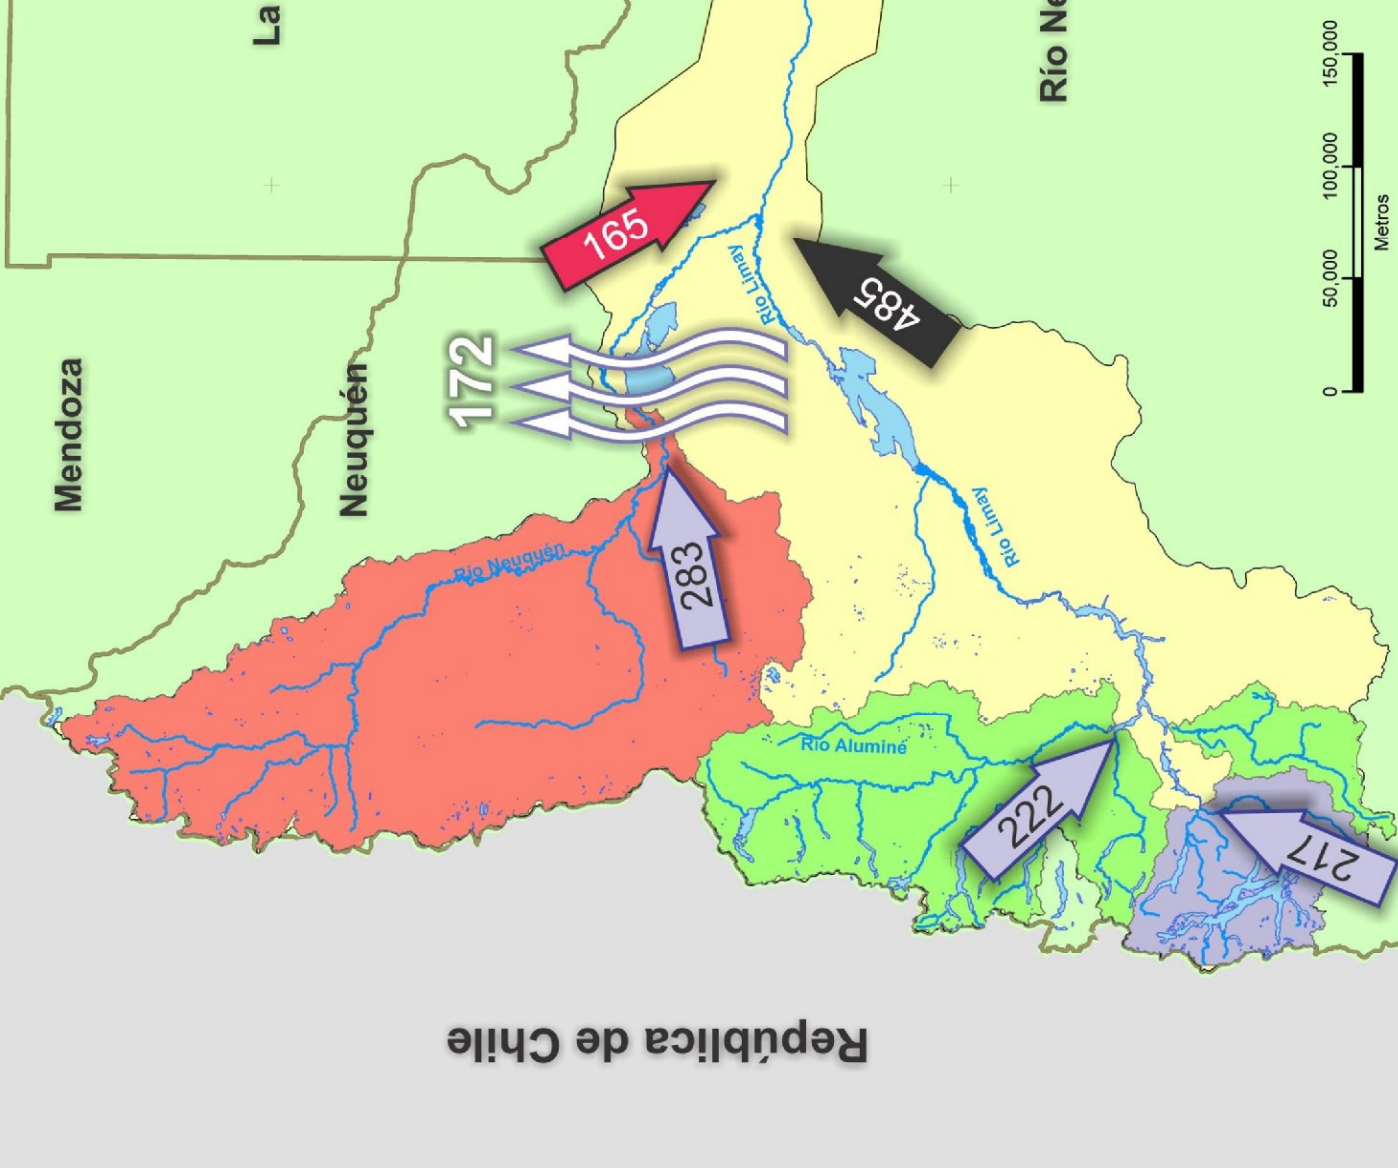 La
Río Ne
Mendoza
Neuquén
165
172
485
283
222
217
Río Limay
Río Limay
Río Neuquén
Río Aluminé
República de Chile
0
50,000
100,000
150,000
Metros